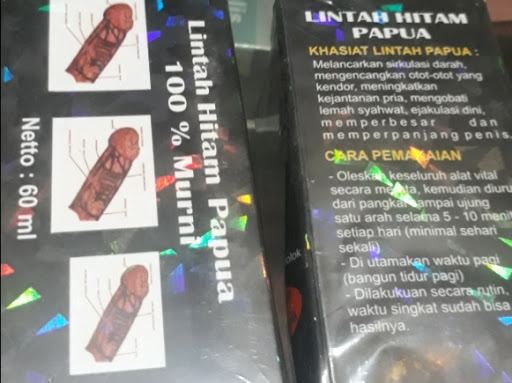 Lintah Hitam Papua
100 % Murni
Netto : 60 ml
LINTAH HITAM
PAPUA
KHASIAT LINTAH PAPUA :
Melancarkan sirkulasi darah,
mengencangkan otot-otot yang
kendor, meningkatkan
kejantanan pria, mengobati
lemah syahwat, ejakulasi dini,
memperbesar dan
memperpanjang penis.
CARA PEMAKAIAN
- Oleskan keseluruh alat vital
secara merata, kemudian diuru
dari pangkal sampai ujung
satu arah selama 5 - 10 menit
setiap hari (minimal sehari
sekali)
- Di utamakan waktu pagi
(bangun tidur pagi)
- Dilakukan secara rutin,
waktu singkat sudah bisa
hasilnya.
olok